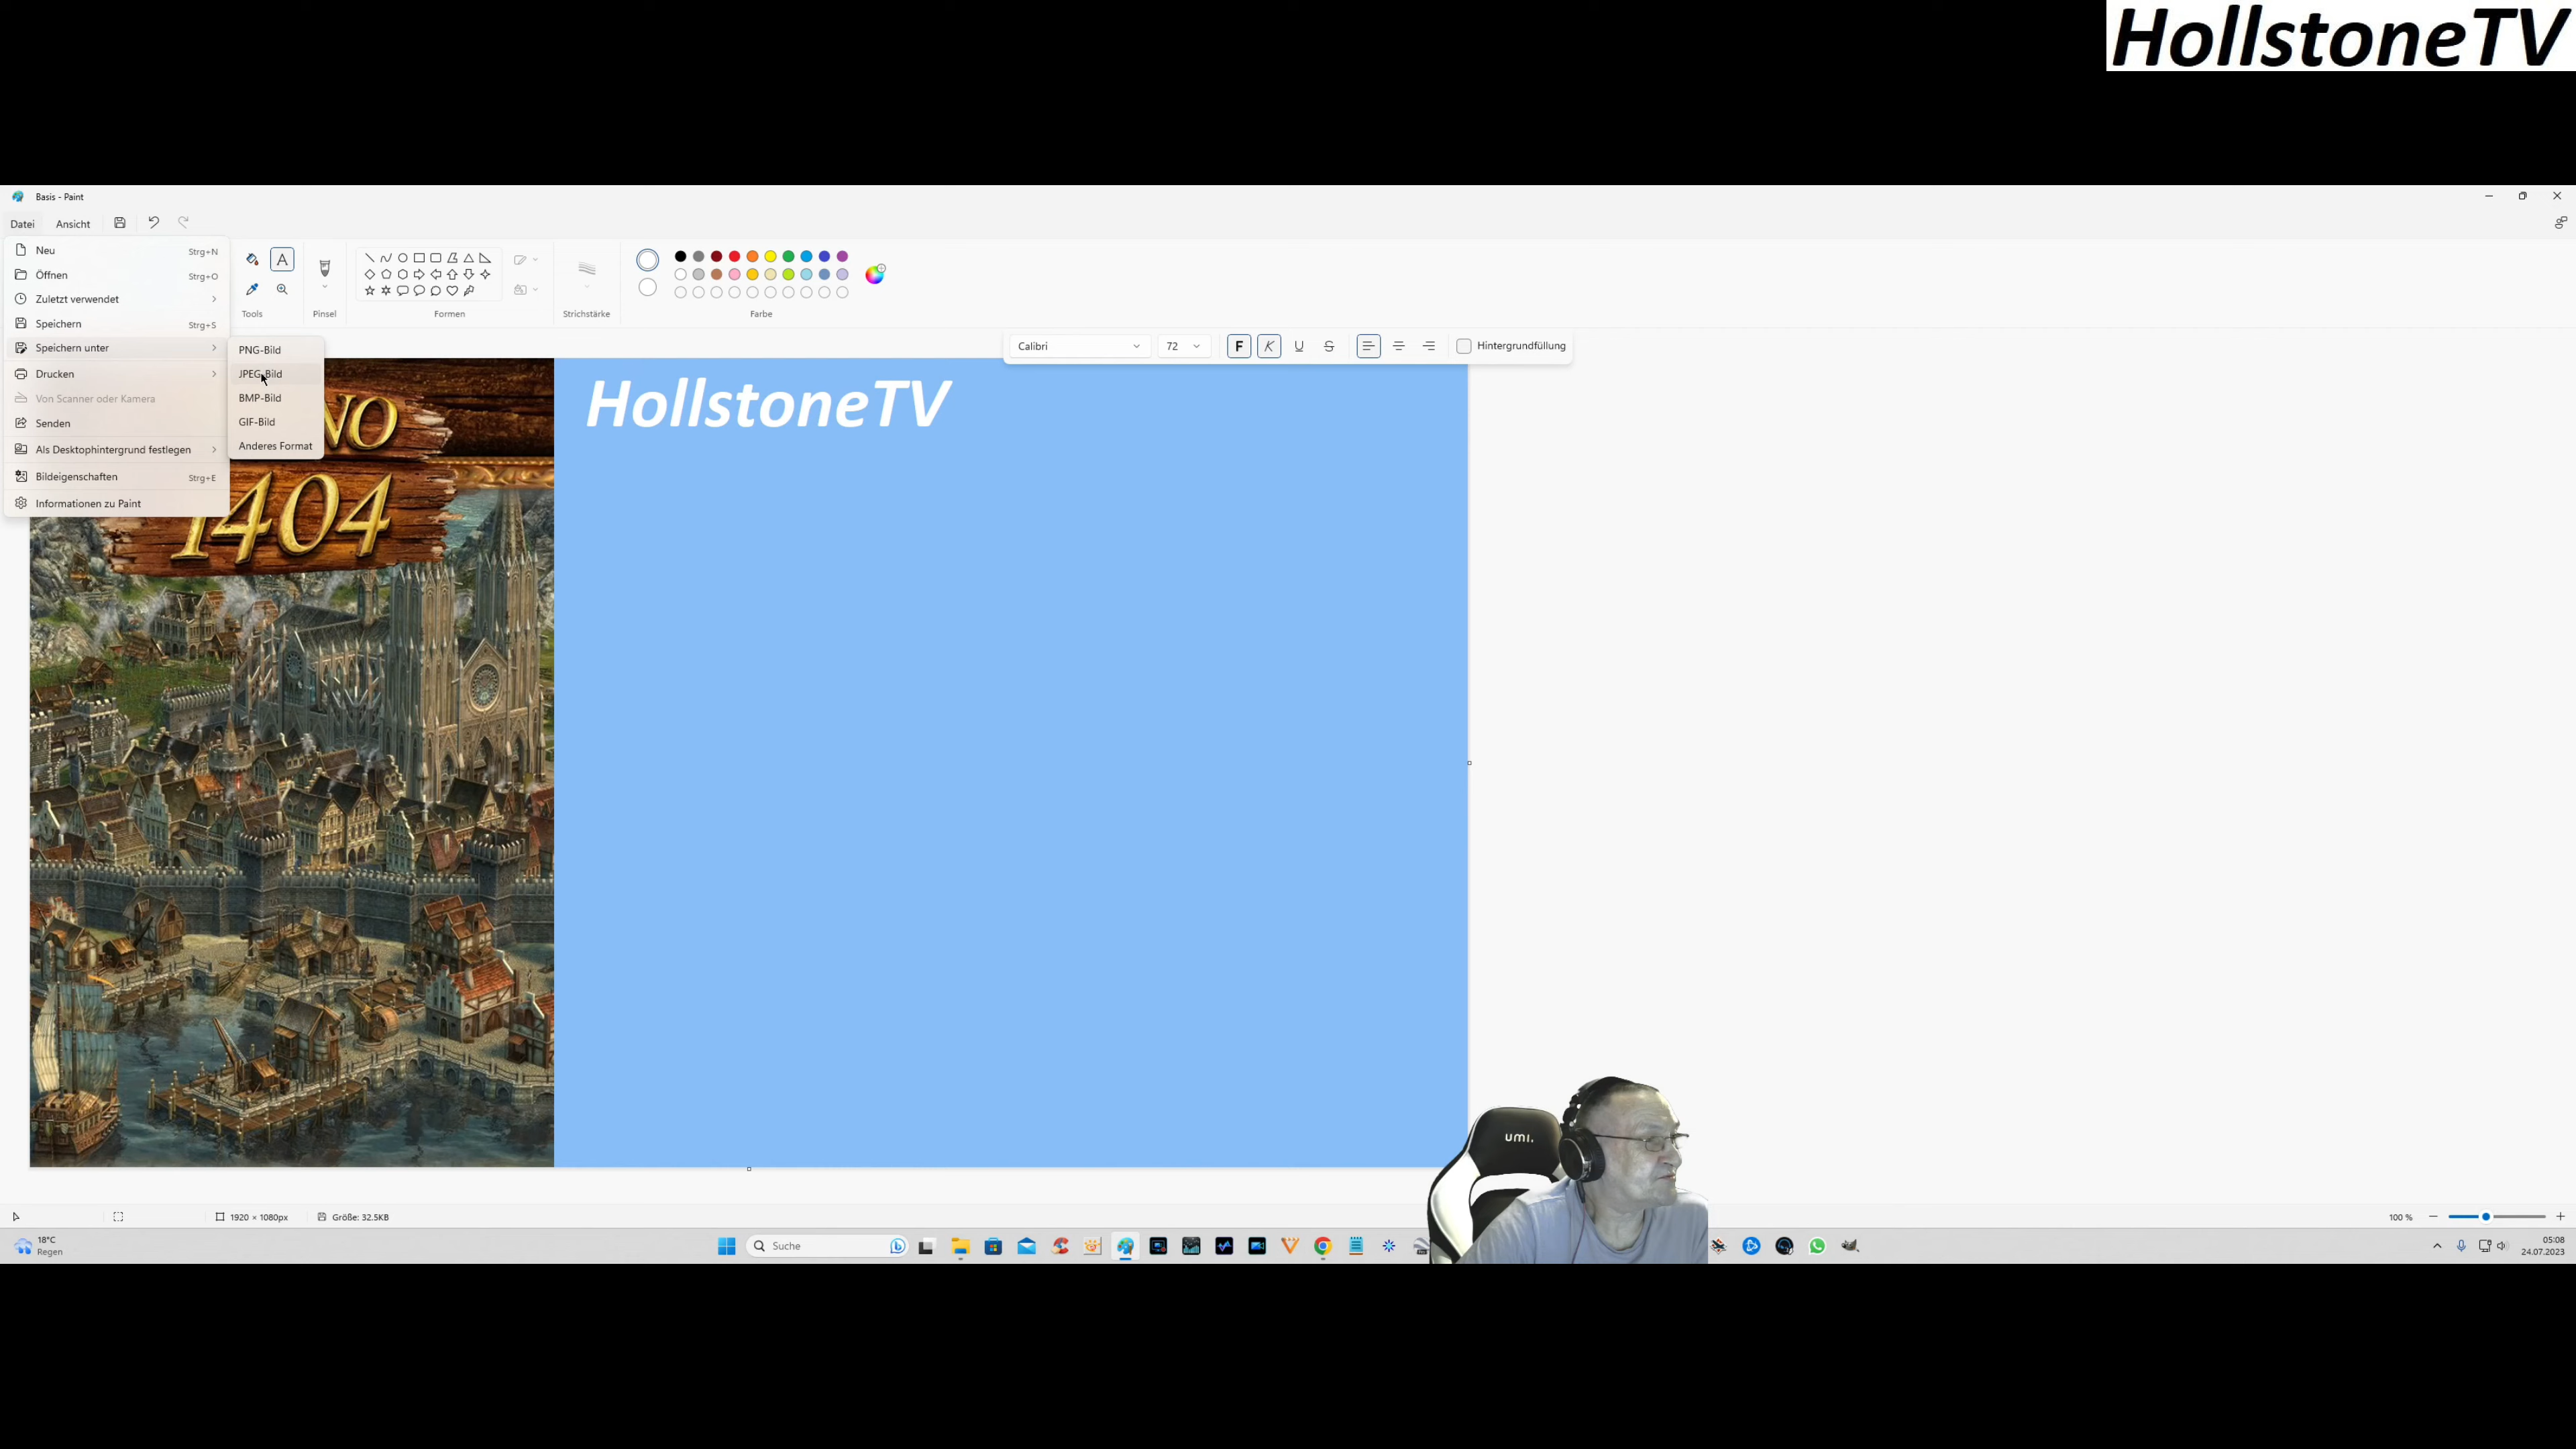 HollstoneTV
Basis - Paint
Datei Ansicht
Neu Strg+N
Öffnen Strg+O
Zuletzt verwendet
Speichern Strg+S
Speichern unter
Drucken
Von Scanner oder Kamera
Senden
Als Desktophintergrund festlegen
Bildeigenschaften Strg+E
Informationen zu Paint
PNG-Bild
JPEG-Bild
BMP-Bild
GIF-Bild
Anderes Format
Tools Pinsel Formen Strichstärke Farbe
Calibri 72 F K U S Hintergrundfüllung
1404
HollstoneTV
umi.
1920 × 1080px Größe: 32.5KB 100 %
18°C
Regen
Suche
05:08
24.07.2023